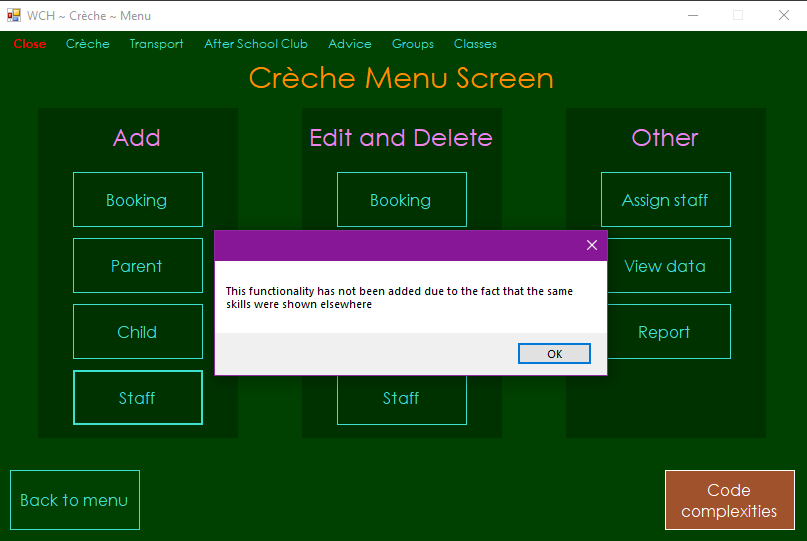 WCH ~ Crèche ~ Menu
Close Crèche Transport After School Club Advice Groups Classes
Crèche Menu Screen
Add
Booking
Parent
Child
Staff
Edit and Delete
Booking
Staff
Other
Assign staff
View data
Report
This functionality has not been added due to the fact that the same
skills were shown elsewhere
OK
Back to menu
Code
complexities